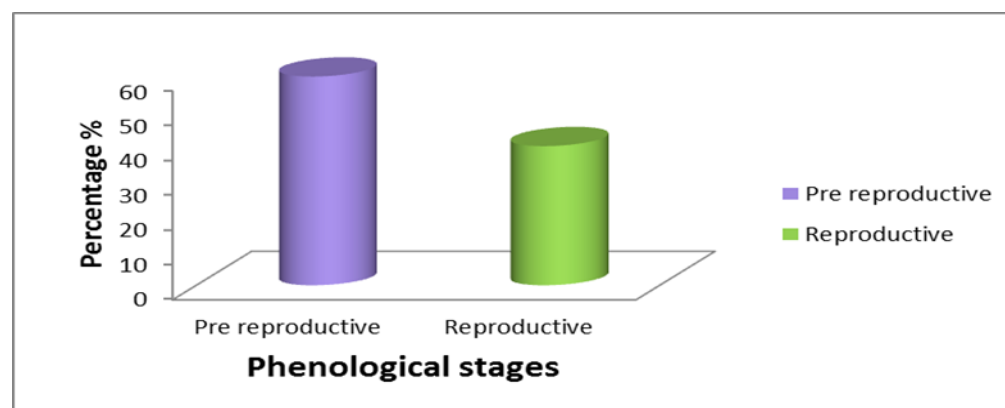 Percentage %
60
50
40
30
20
10
0
Pre reproductive
Reproductive
Phenological stages
Pre reproductive
Reproductive